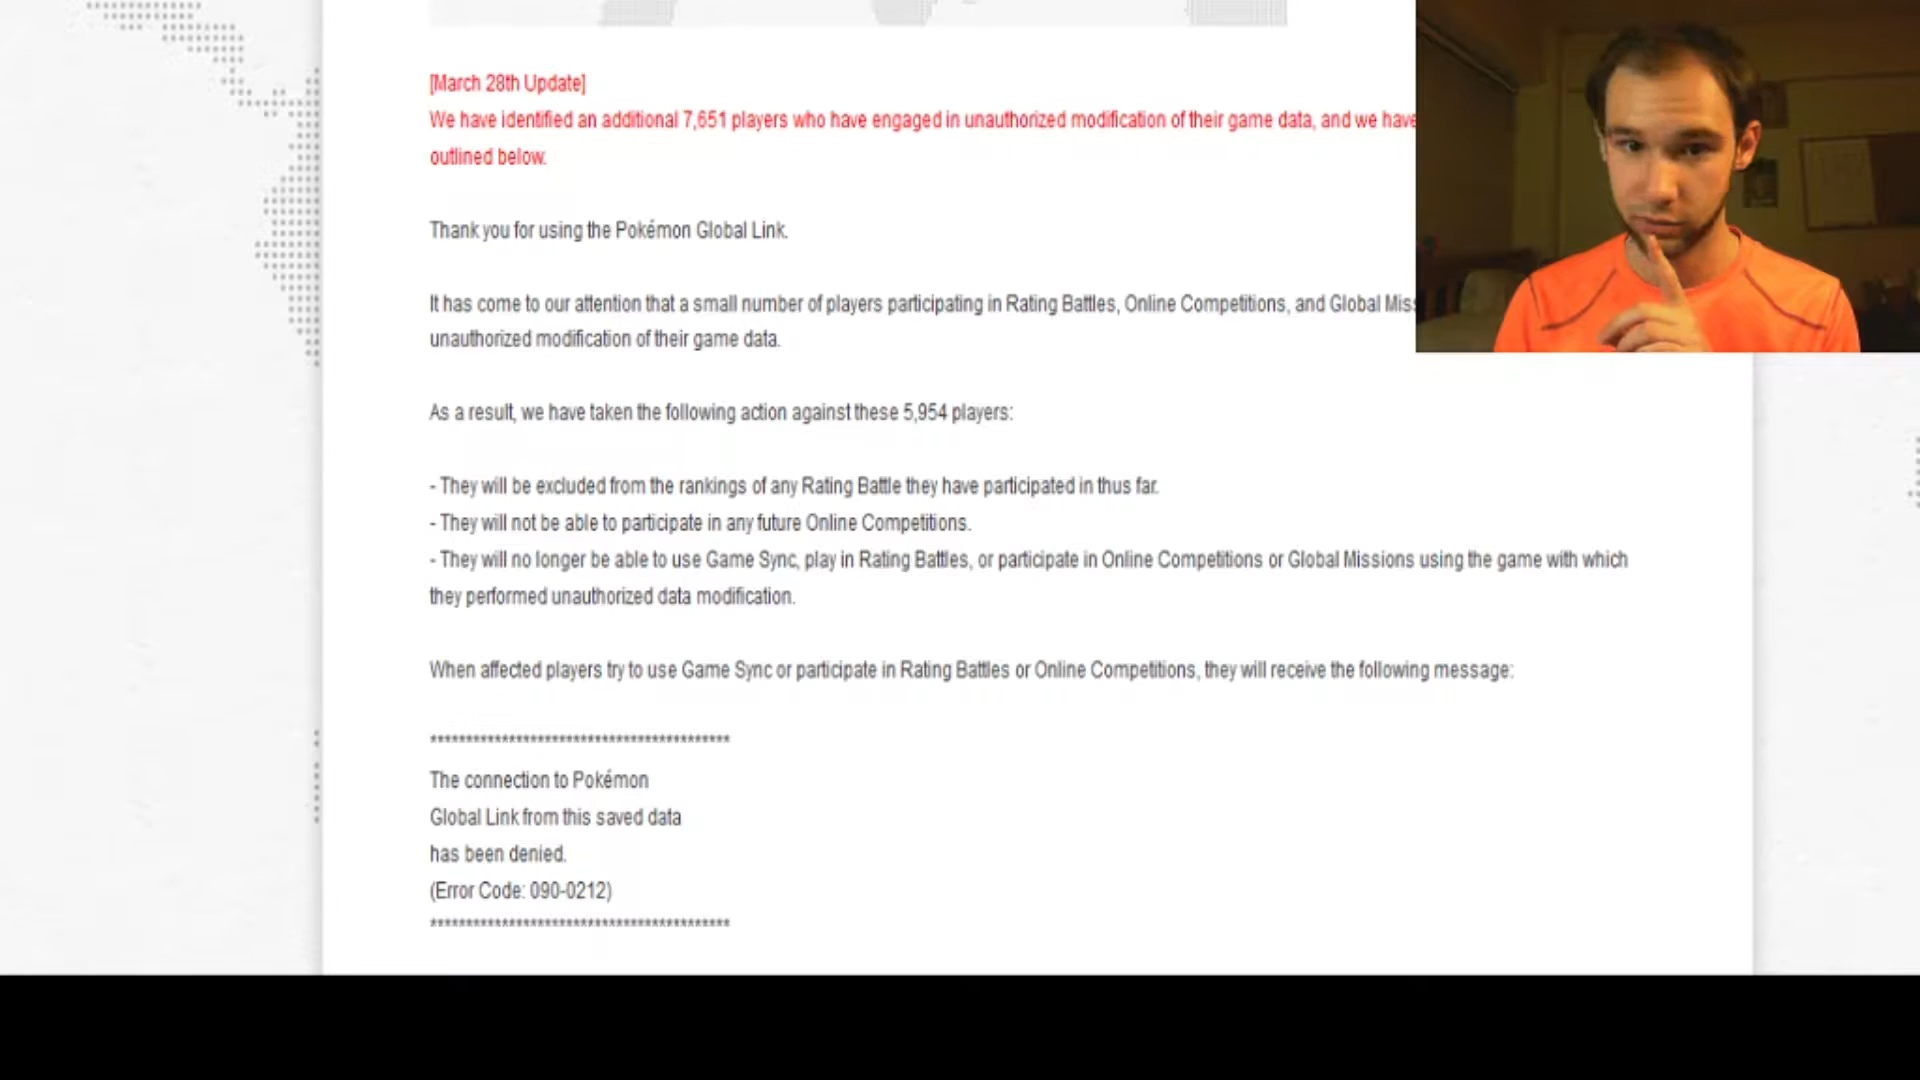 [March 28th Update]
We have identified an additional 7,651 players who have engaged in unauthorized modification of their game data, and we have
outlined below.
Thank you for using the Pokémon Global Link.
It has come to our attention that a small number of players participating in Rating Battles, Online Competitions, and Global
unauthorized modification of their game data.
As a result, we have taken the following action against these 5,954 players:
- They will be excluded from the rankings of any Rating Battle they have participated in thus far.
- They will not be able to participate in any future Online Competitions.
- They will no longer be able to use Game Sync, play in Rating Battles, or participate in Online Competitions or Global Missions using the game with which
they performed unauthorized data modification.
When affected players try to use Game Sync or participate in Rating Battles or Online Competitions, they will receive the following message:
******************************************
The connection to Pokémon
Global Link from this saved data
has been denied.
(Error Code: 090-0212)
******************************************